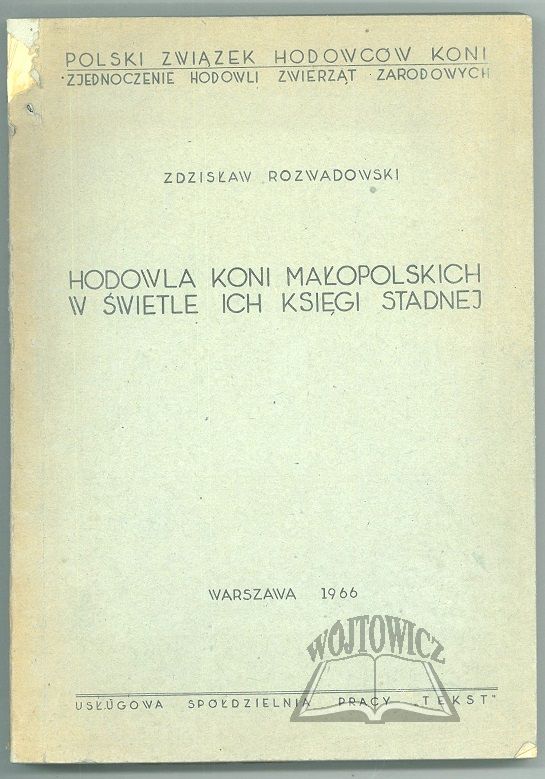 POLSKI ZWIĄZEK HODOWCÓW KONI
ZJEDNOCZENIE HODOWLI ZWIERZĄT ZARODOWYCH
ZDZISŁAW ROZWADOWSKI
HODOWLA KONI MAŁOPOLSKICH
W ŚWIETLE ICH KSIĘGI STADNEJ
WARSZAWA 1966
WÓJTOWICZ
USŁUGOWA SPÓŁDZIELNIA PRACY „TEKST"